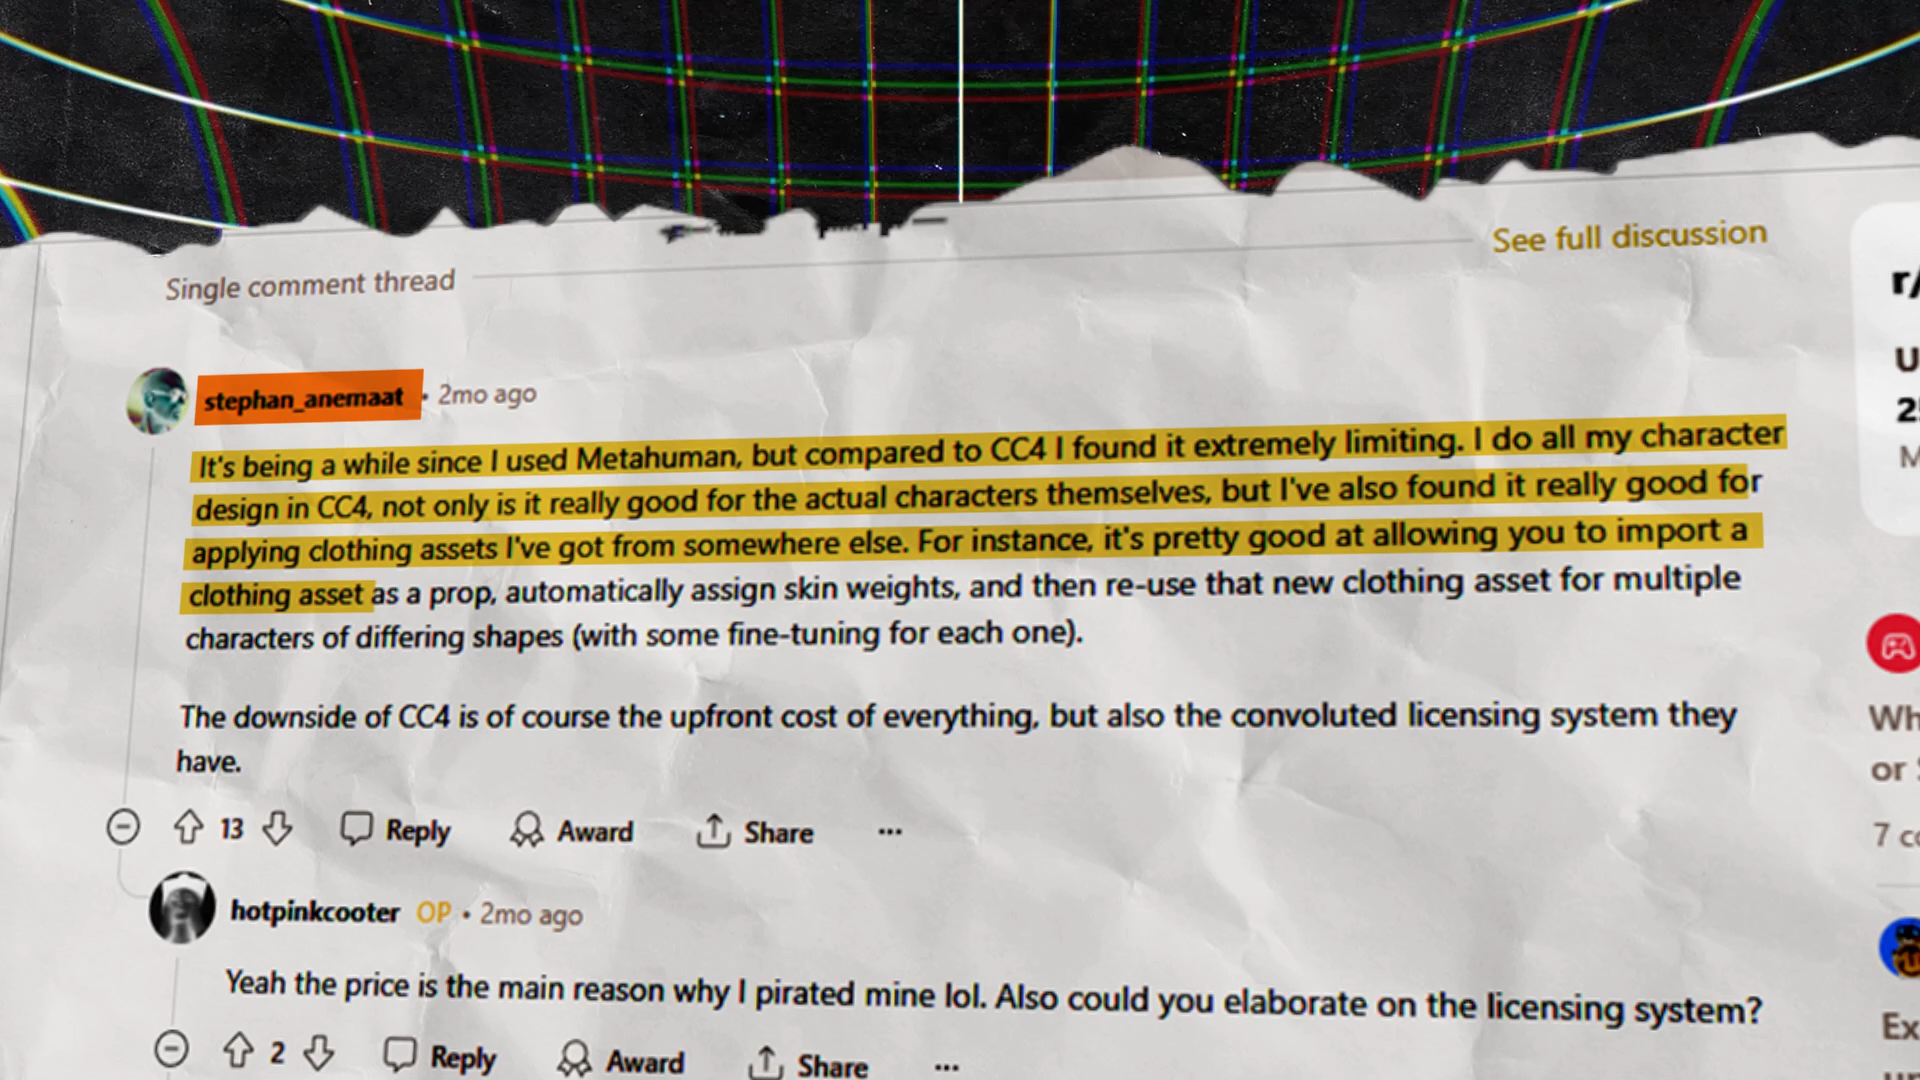 See full discussion
Single comment thread
r/
stephan_anemaat • 2mo ago
It's being a while since I used Metahuman, but compared to CC4 I found it extremely limiting. I do all my character
design in CC4, not only is it really good for the actual characters themselves, but I've also found it really good for
applying clothing assets I've got from somewhere else. For instance, it's pretty good at allowing you to import a
clothing asset as a prop, automatically assign skin weights, and then re-use that new clothing asset for multiple
characters of differing shapes (with some fine-tuning for each one).
The downside of CC4 is of course the upfront cost of everything, but also the convoluted licensing system they
have.
13 Reply Award Share ...
hotpinkcooter OP • 2mo ago
Yeah the price is the main reason why I pirated mine lol. Also could you elaborate on the licensing system?
2 Reply Award Share ...
or
7